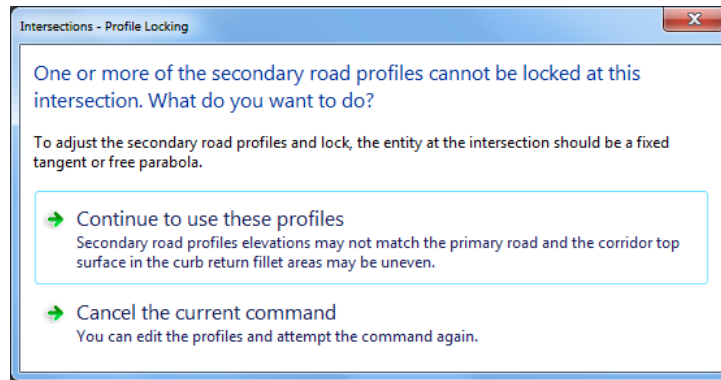 Intersections - Profile Locking
One or more of the secondary road profiles cannot be locked at this
intersection. What do you want to do?
To adjust the secondary road profiles and lock, the entity at the intersection should be a fixed
tangent or free parabola.
Continue to use these profiles
Secondary road profiles elevations may not match the primary road and the corridor top
surface in the curb return fillet areas may be uneven.
Cancel the current command
You can edit the profiles and attempt the command again.